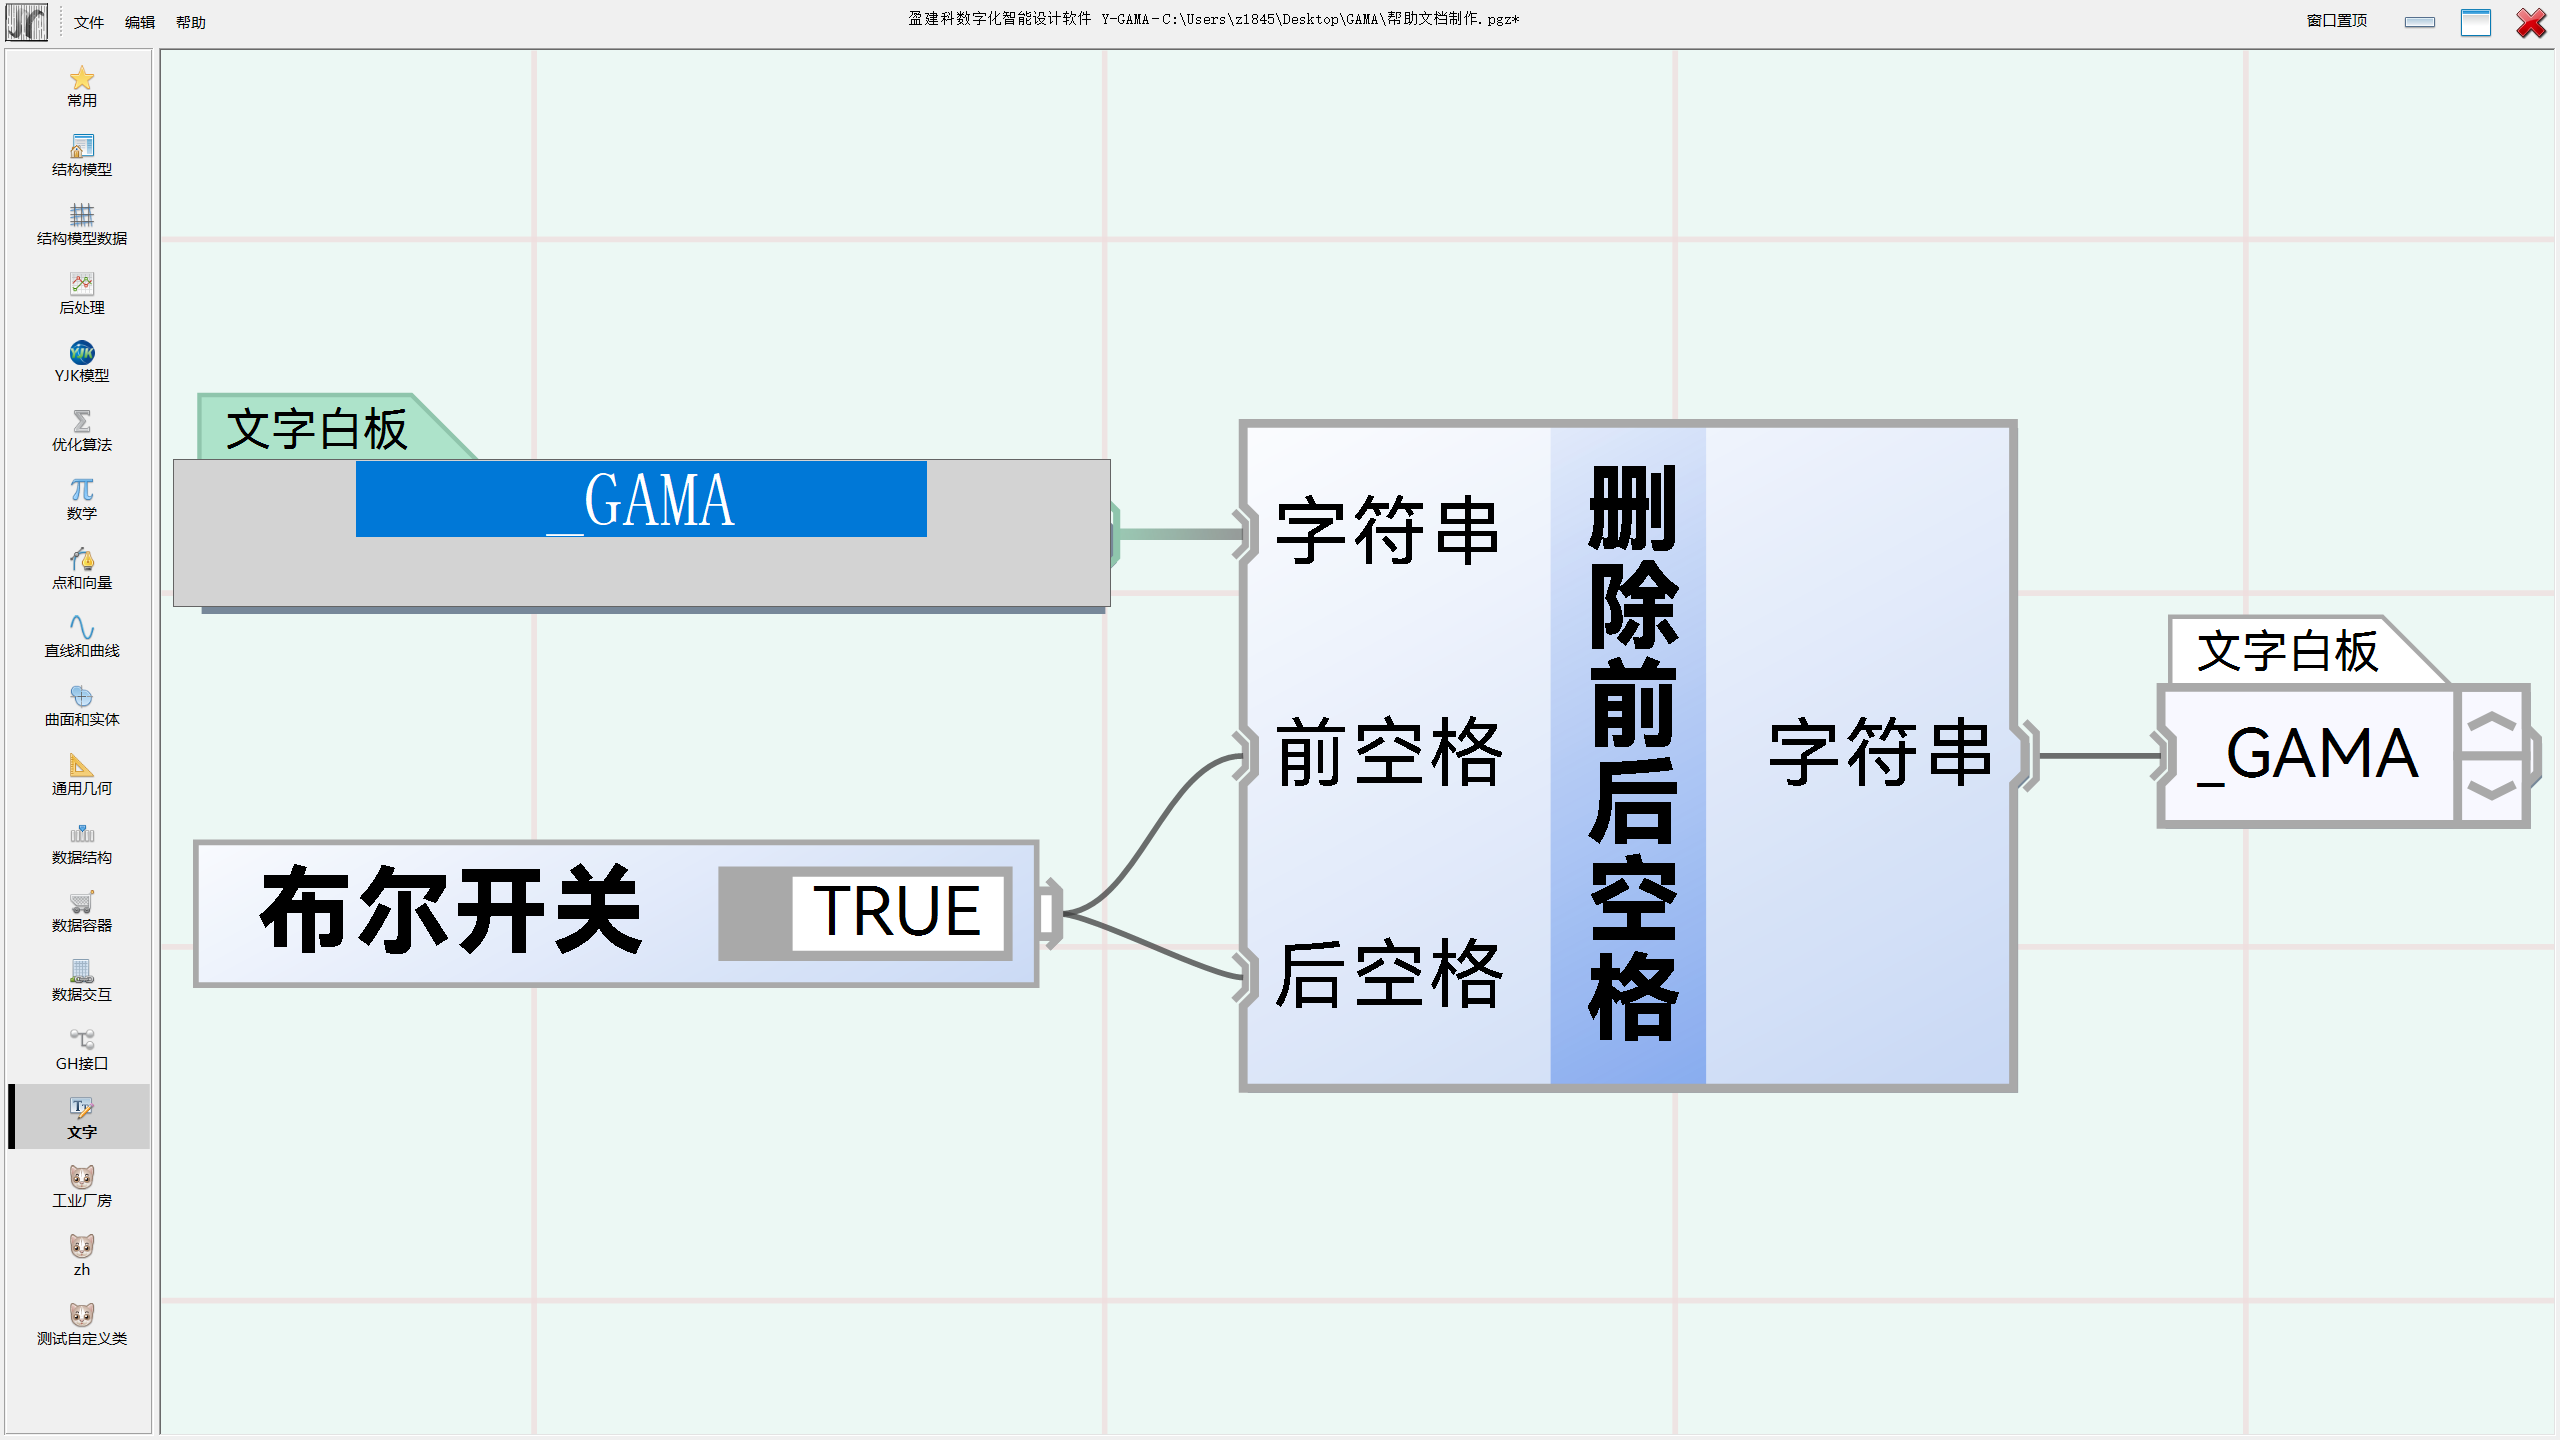 文件 编辑 帮助
盈建科数字化智能设计软件 Y-GAMA-C:\Users\z1845\Desktop\GAMA\帮助文档制作.pgz*
窗口置顶
常用
结构模型
结构模型数据
后处理
YJK模型
优化算法
数学
点和向量
直线和曲线
曲面和实体
通用几何
数据结构
数据容器
数据交互
GH接口
文字
工业厂房
zh
测试自定义类
文字白板
_GAMA
布尔开关 TRUE
字符串
前空格
后空格
删除前后空格
字符串
文字白板
_GAMA